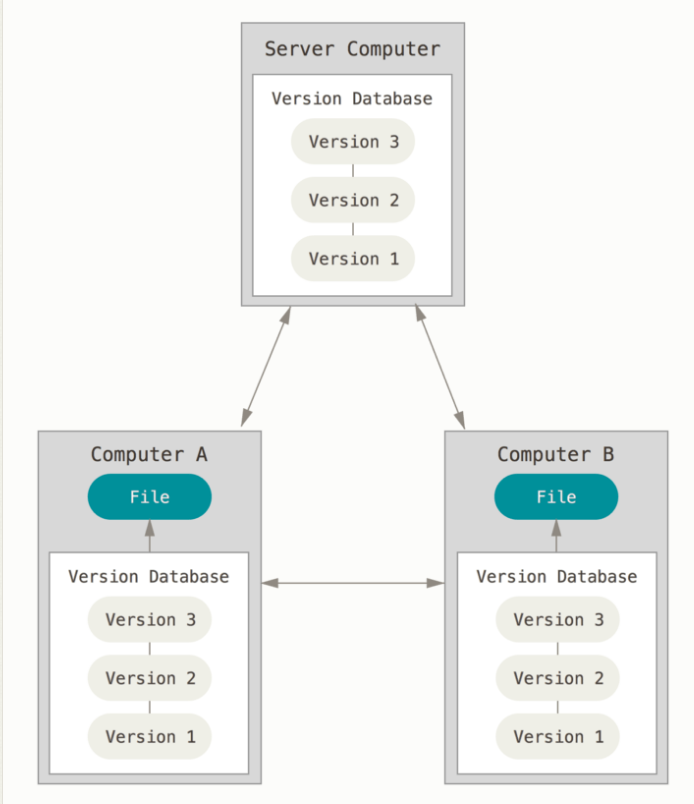 Server Computer
Version Database
Version 3
Version 2
Version 1
Computer A
File
Version Database
Version 3
Version 2
Version 1
Computer B
File
Version Database
Version 3
Version 2
Version 1